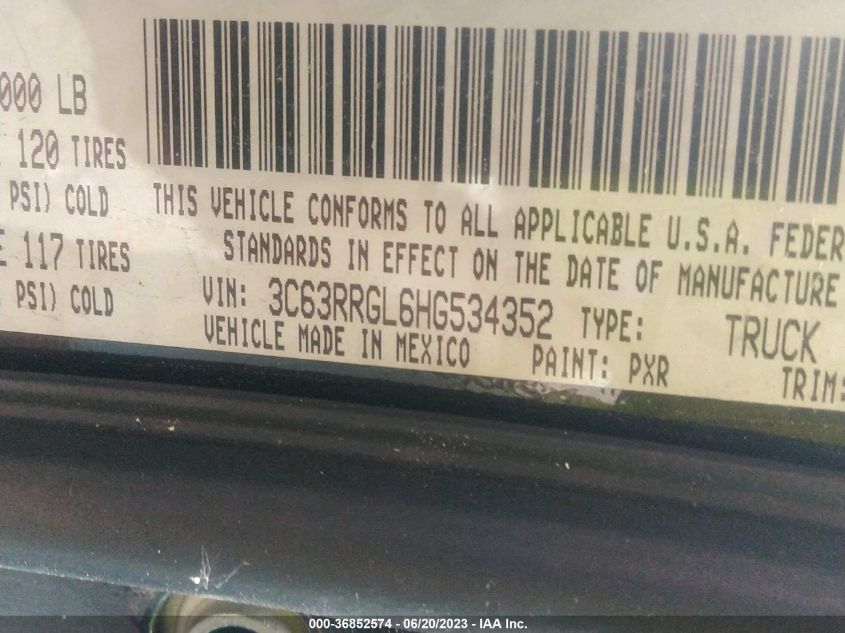 000 LB
120 TIRES
PSI) COLD
117 TIRES
PSI) COLD
THIS VEHICLE CONFORMS TO ALL APPLICABLE U.S.A. FEDER
STANDARDS IN EFFECT ON THE DATE OF MANUFACTURE
VIN: 3C63RRGL6HG534352 TYPE: TRUCK
VEHICLE MADE IN MEXICO PAINT: PXR TRIM:
000-36852574 - 06/20/2023 - IAA Inc.